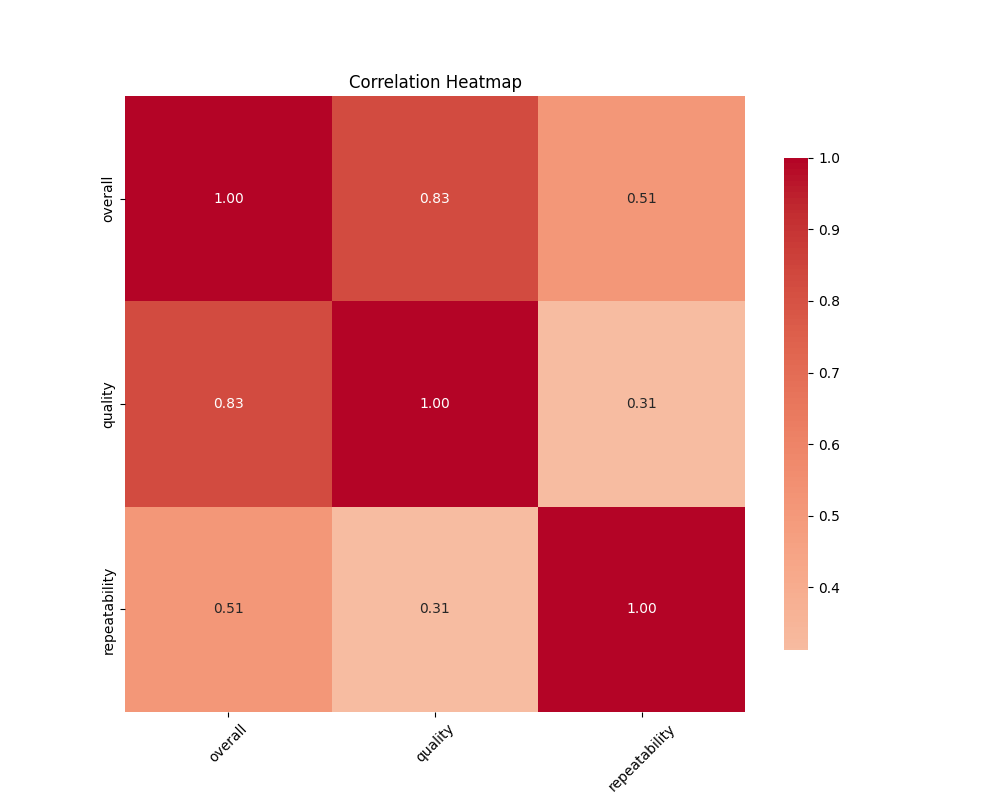 Correlation Heatmap
overall
1.00 0.83 0.51
quality
0.83 1.00 0.31
repeatability
0.51 0.31 1.00
overall quality repeatability
1.0
0.9
0.8
0.7
0.6
0.5
0.4